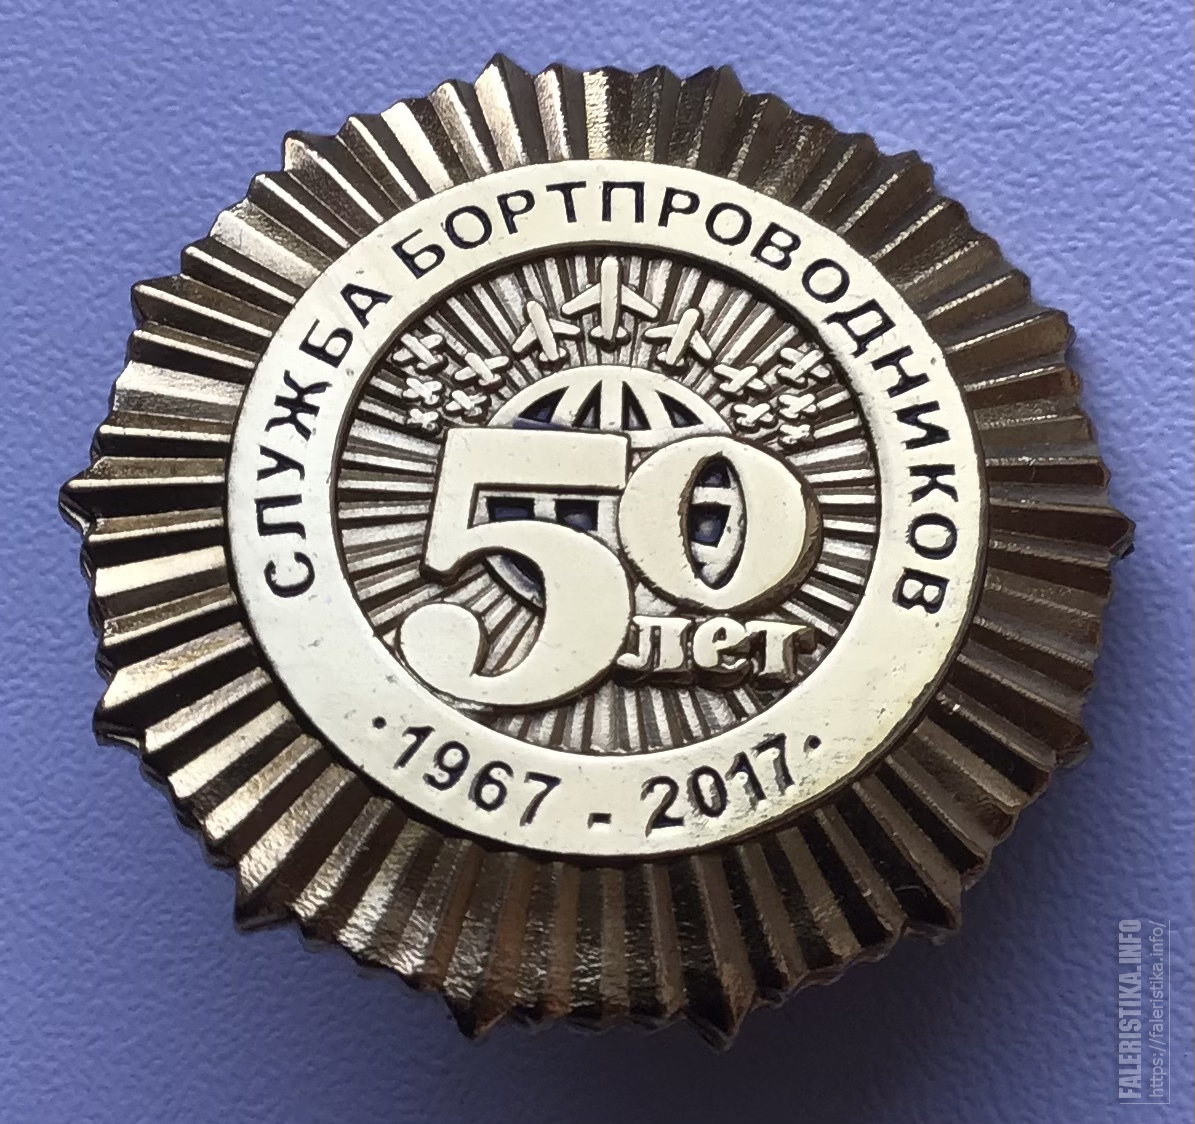 СЛУЖБА БОРТПРОВОДНИКОВ
50
лет
·1967 - 2017·
FALERISTIKA.INFO
https://faleristika.info/